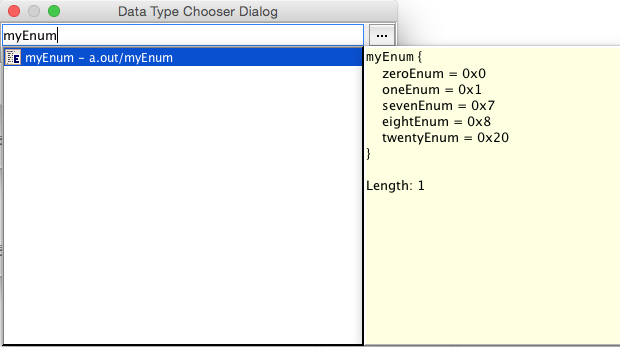 Data Type Chooser Dialog
myEnum
...
myEnum – a.out/myEnum
myEnum {
zeroEnum = 0x0
oneEnum = 0x1
sevenEnum = 0x7
eightEnum = 0x8
twentyEnum = 0x20
}
Length: 1